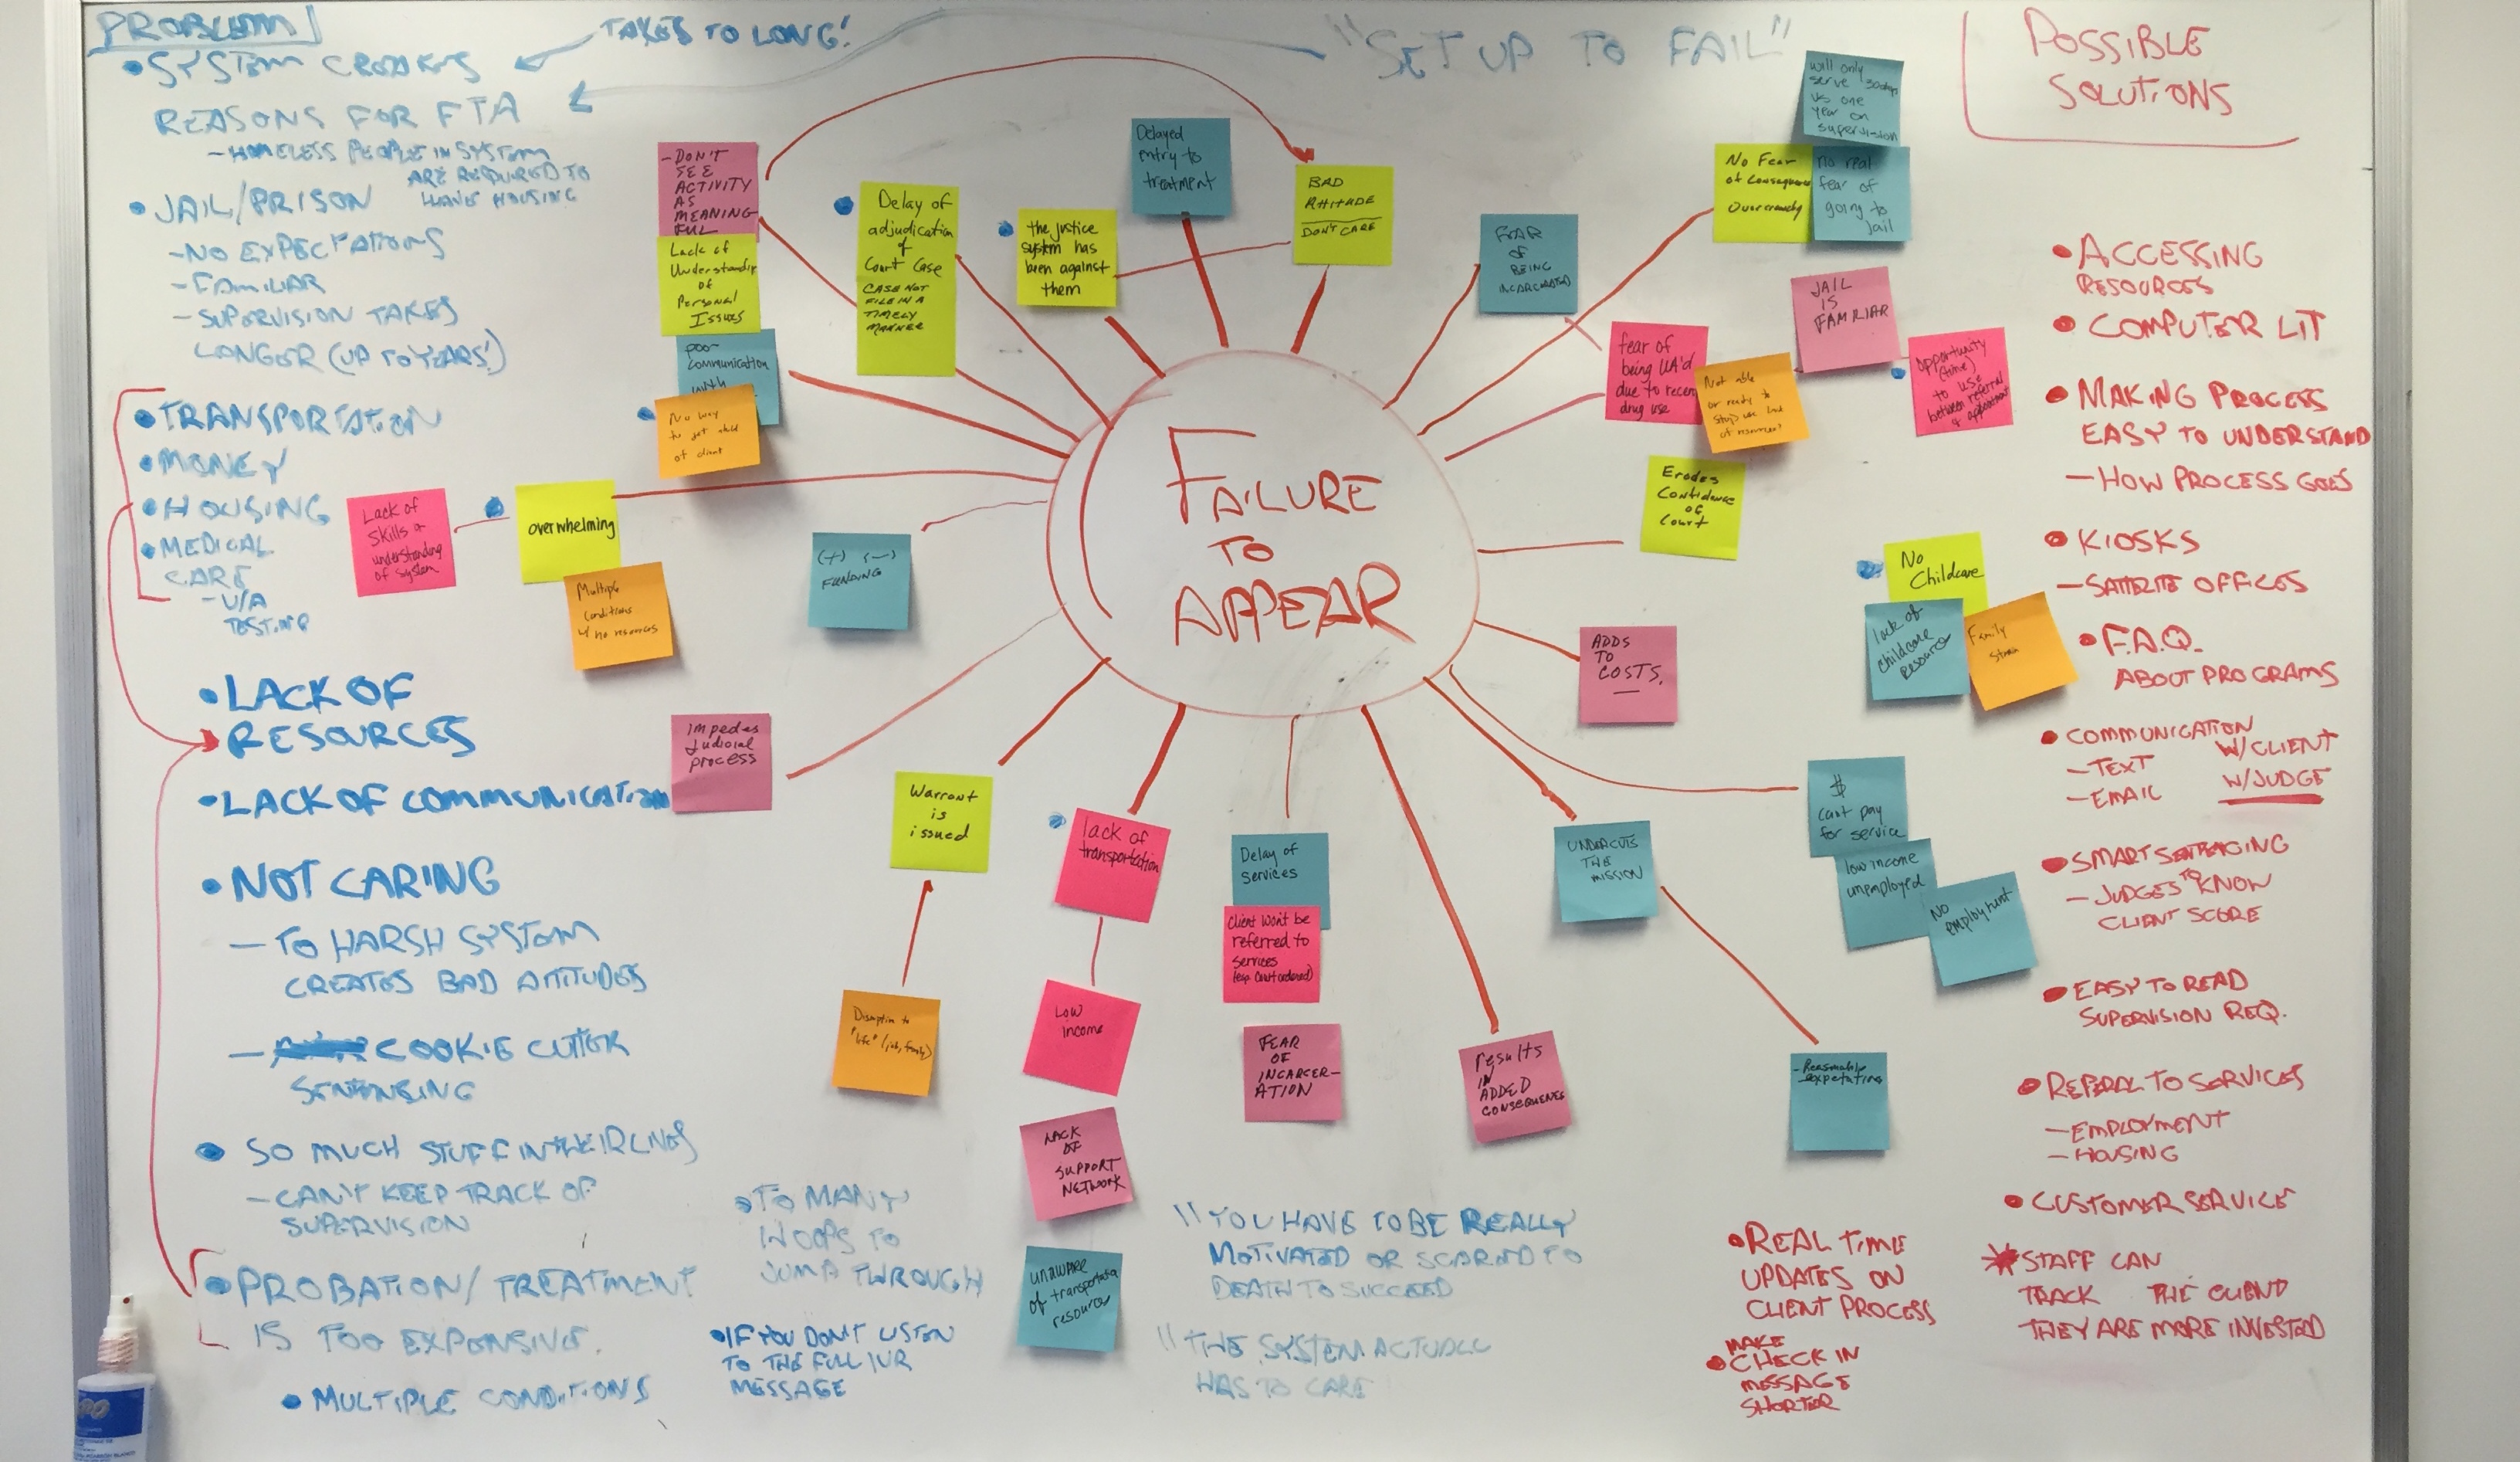 PROBLEM
TAKES TO LONG!
"SET UP TO FAIL"
• SYSTEM CREAKERS
REASONS FOR FTA
- HOMELESS PEOPLE IN SYSTEM
ARE REQUIRED TO
LEAVE HOUSING
• JAIL/PRISON
- NO EXPECTATIONS
- FAMILIAR
- SUPERVISION TAKES
LONGER (UP TO YEARS!)
• TRANSPORTATION
• MONEY
• HOUSING
• MEDICAL
CARE
- U/A
TESTING
• LACK OF
RESOURCES
• LACK OF COMMUNICATION
• NOT CARING
- TO HARSH SYSTEM
CREATES BAD ATTITUDES
- COOKIE CUTTER
SENTENSING
• SO MUCH STUFF IN THEIR LIVES
- CAN'T KEEP TRACK OF
SUPERVISION
• PROBATION/TREATMENT
IS TOO EXPENSIVE.
• MULTIPLE CONDITIONS
• TO MANY
HOOPS TO
JUMP THROUGH
• IF YOU DON'T LISTEN
TO THE FULL IVR
MESSAGE
"YOU HAVE TO BE REALLY
MOTIVATED OR SCARED TO
DEATH TO SUCCEED
"THE SYSTEM ACTUALLY
HAS TO CARE
FAILURE
TO
APPEAR
- DON'T
SEE
ACTIVITY
AS
MEANING
FUL
Lack of
Understanding
of
Personal
Issues
poor
communication
with
No way
to get ahold
of client
Delay of
adjudication
of
Court Case
CASE NOT
FILE IN A
TIMELY
MANNER
the justice
system has
been against
them
Delayed
entry to
treatment
BAD
ATTITUDE
DON'T CARE
FEAR
OF
BEING
INCARCERATED
will only
serve 30 days
vs one
year on
supervision
No Fear
of Consequence
Overcrowdy
no real
fear of
going to
jail
JAIL
IS
FAMILIAR
fear of
being UA'd
due to recent
drug use
Not able
or ready to
stop use
of resources
Opportunity
(time)
to use
between referral
& appointment
Erodes
Confidence
of
Court
Lack of
skills &
understanding
of system
overwhelming
Multiple
conditions
w/ no resources
(+) (-)
FUNDING
No
Childcare
lack of
childcare
resource
Family
strain
ADDS
TO
COSTS.
impedes
judicial
process
Warrant
is
issued
Disruption to
"life" (job, family)
lack of
transportation
Low
income
LACK
OF
SUPPORT
NETWORK
unaware
of transportation
resources
Delay of
Services
Client won't be
referred to
services
(esp. court ordered)
FEAR
OF
INCARCER-
ATION
results
IN
ADDED
CONSEQUENCES
UNDERCUTS
THE
MISSION
- Reasonable
expectations
$
cant pay
for service
low income
unemployed
NO
employment
POSSIBLE
SOLUTIONS
• ACCESSING
RESOURCES
• COMPUTER LIT
• MAKING PROCESS
EASY TO UNDERSTAND
- HOW PROCESS GOES
• KIOSKS
- SATTELITE OFFICES
• F.A.Q.
ABOUT PROGRAMS
• COMMUNICATION
W/CLIENT
- TEXT
W/JUDGE
- EMAIL
• SMART SENTENCING
- JUDGES TO KNOW
CLIENT SCORE
• EASY TO READ
SUPERVISION REQ.
• REFERAL TO SERVICES
- EMPLOYMENT
- HOUSING
• CUSTOMER SERVICE
* STAFF CAN
TRACK THE CLIENT
THEY ARE MORE INVESTED
• REAL TIME
UPDATES ON
CLIENT PROCESS
MAKE
• CHECK IN
MESSAGE
SHORTER